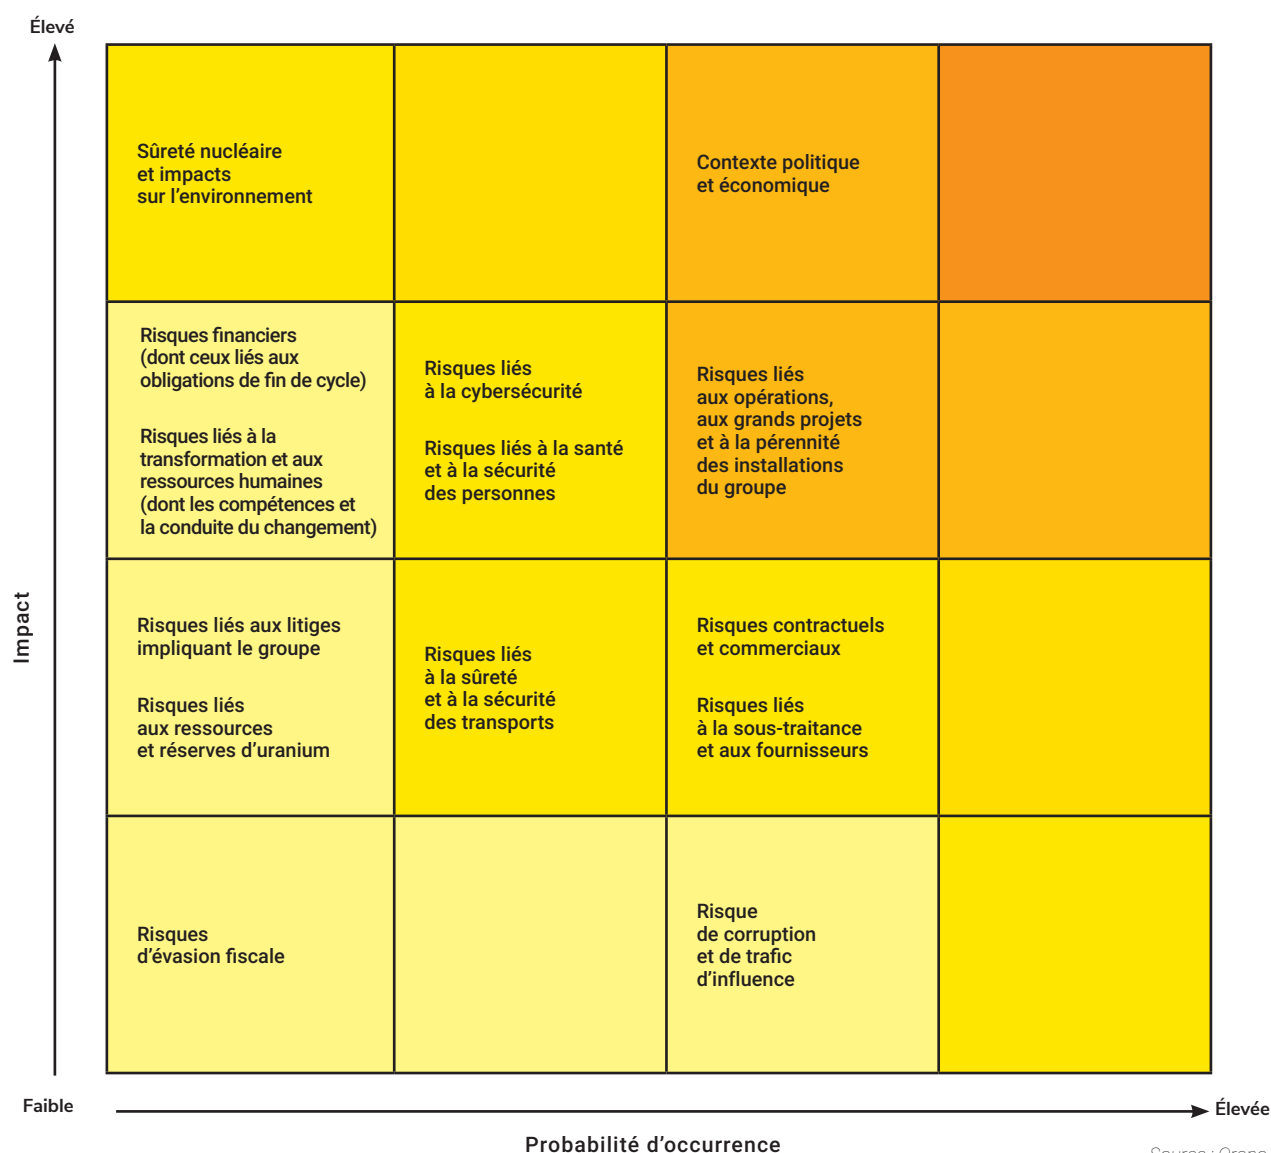 Élevé
Sûreté nucléaire
et impacts
sur l'environnement
Contexte politique
et économique
Risques financiers
(dont ceux liés aux
obligations de fin de cycle)
Risques liés à la
transformation et aux
ressources humaines
(dont les compétences et
la conduite du changement)
Risques liés
à la cybersécurité
Risques liés à la santé
et à la sécurité
des personnes
Risques liés
aux opérations,
aux grands projets
et à la pérennité
des installations
du groupe
Impact
Risques liés aux litiges
impliquant le groupe
Risques liés
aux ressources
et réserves d'uranium
Risques liés
à la sûreté
et à la sécurité
des transports
Risques contractuels
et commerciaux
Risques liés
à la sous-traitance
et aux fournisseurs
Risques
d'évasion fiscale
Risque
de corruption
et de trafic
d'influence
Faible
Élevée
Probabilité d'occurrence
Source : Orano